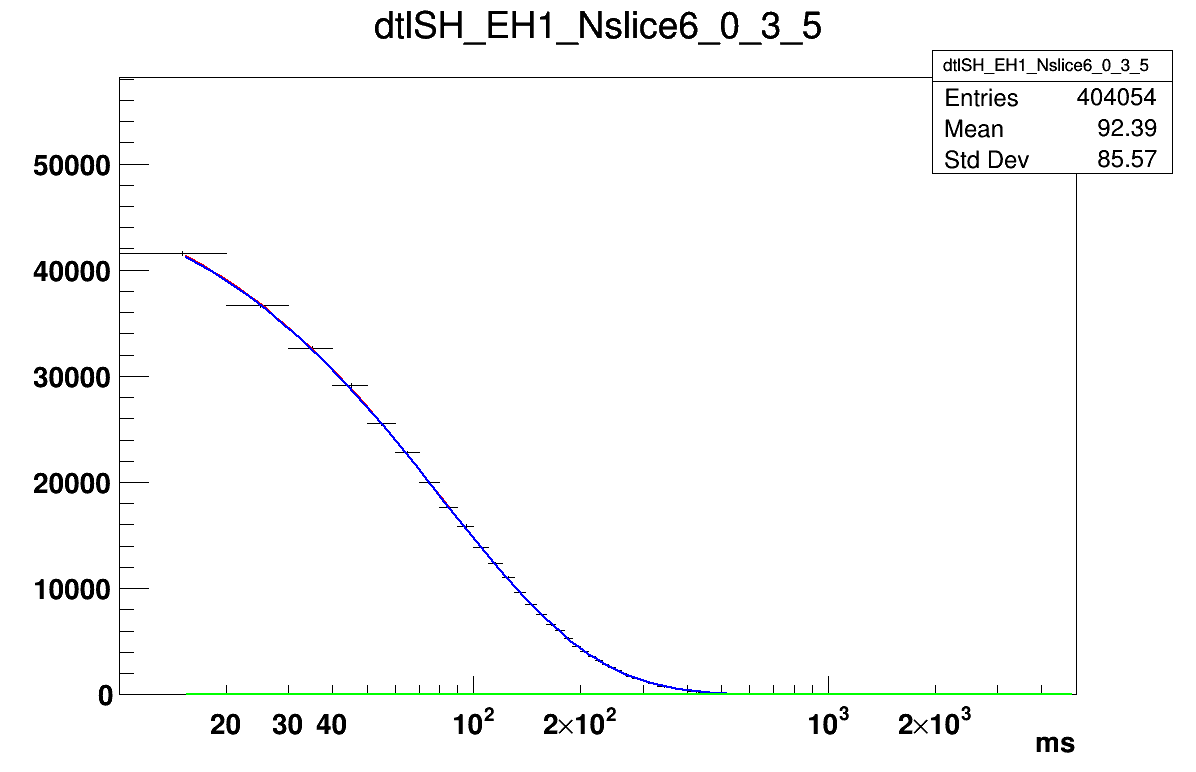 dtlSH_EH1_Nslice6_0_3_5
dtlSH_EH1_Nslice6_0_3_5
Entries 404054
Mean 92.39
Std Dev 85.57
50000
40000
30000
20000
10000
0
20 30 40 10² 2×10² 10³ 2×10³
ms